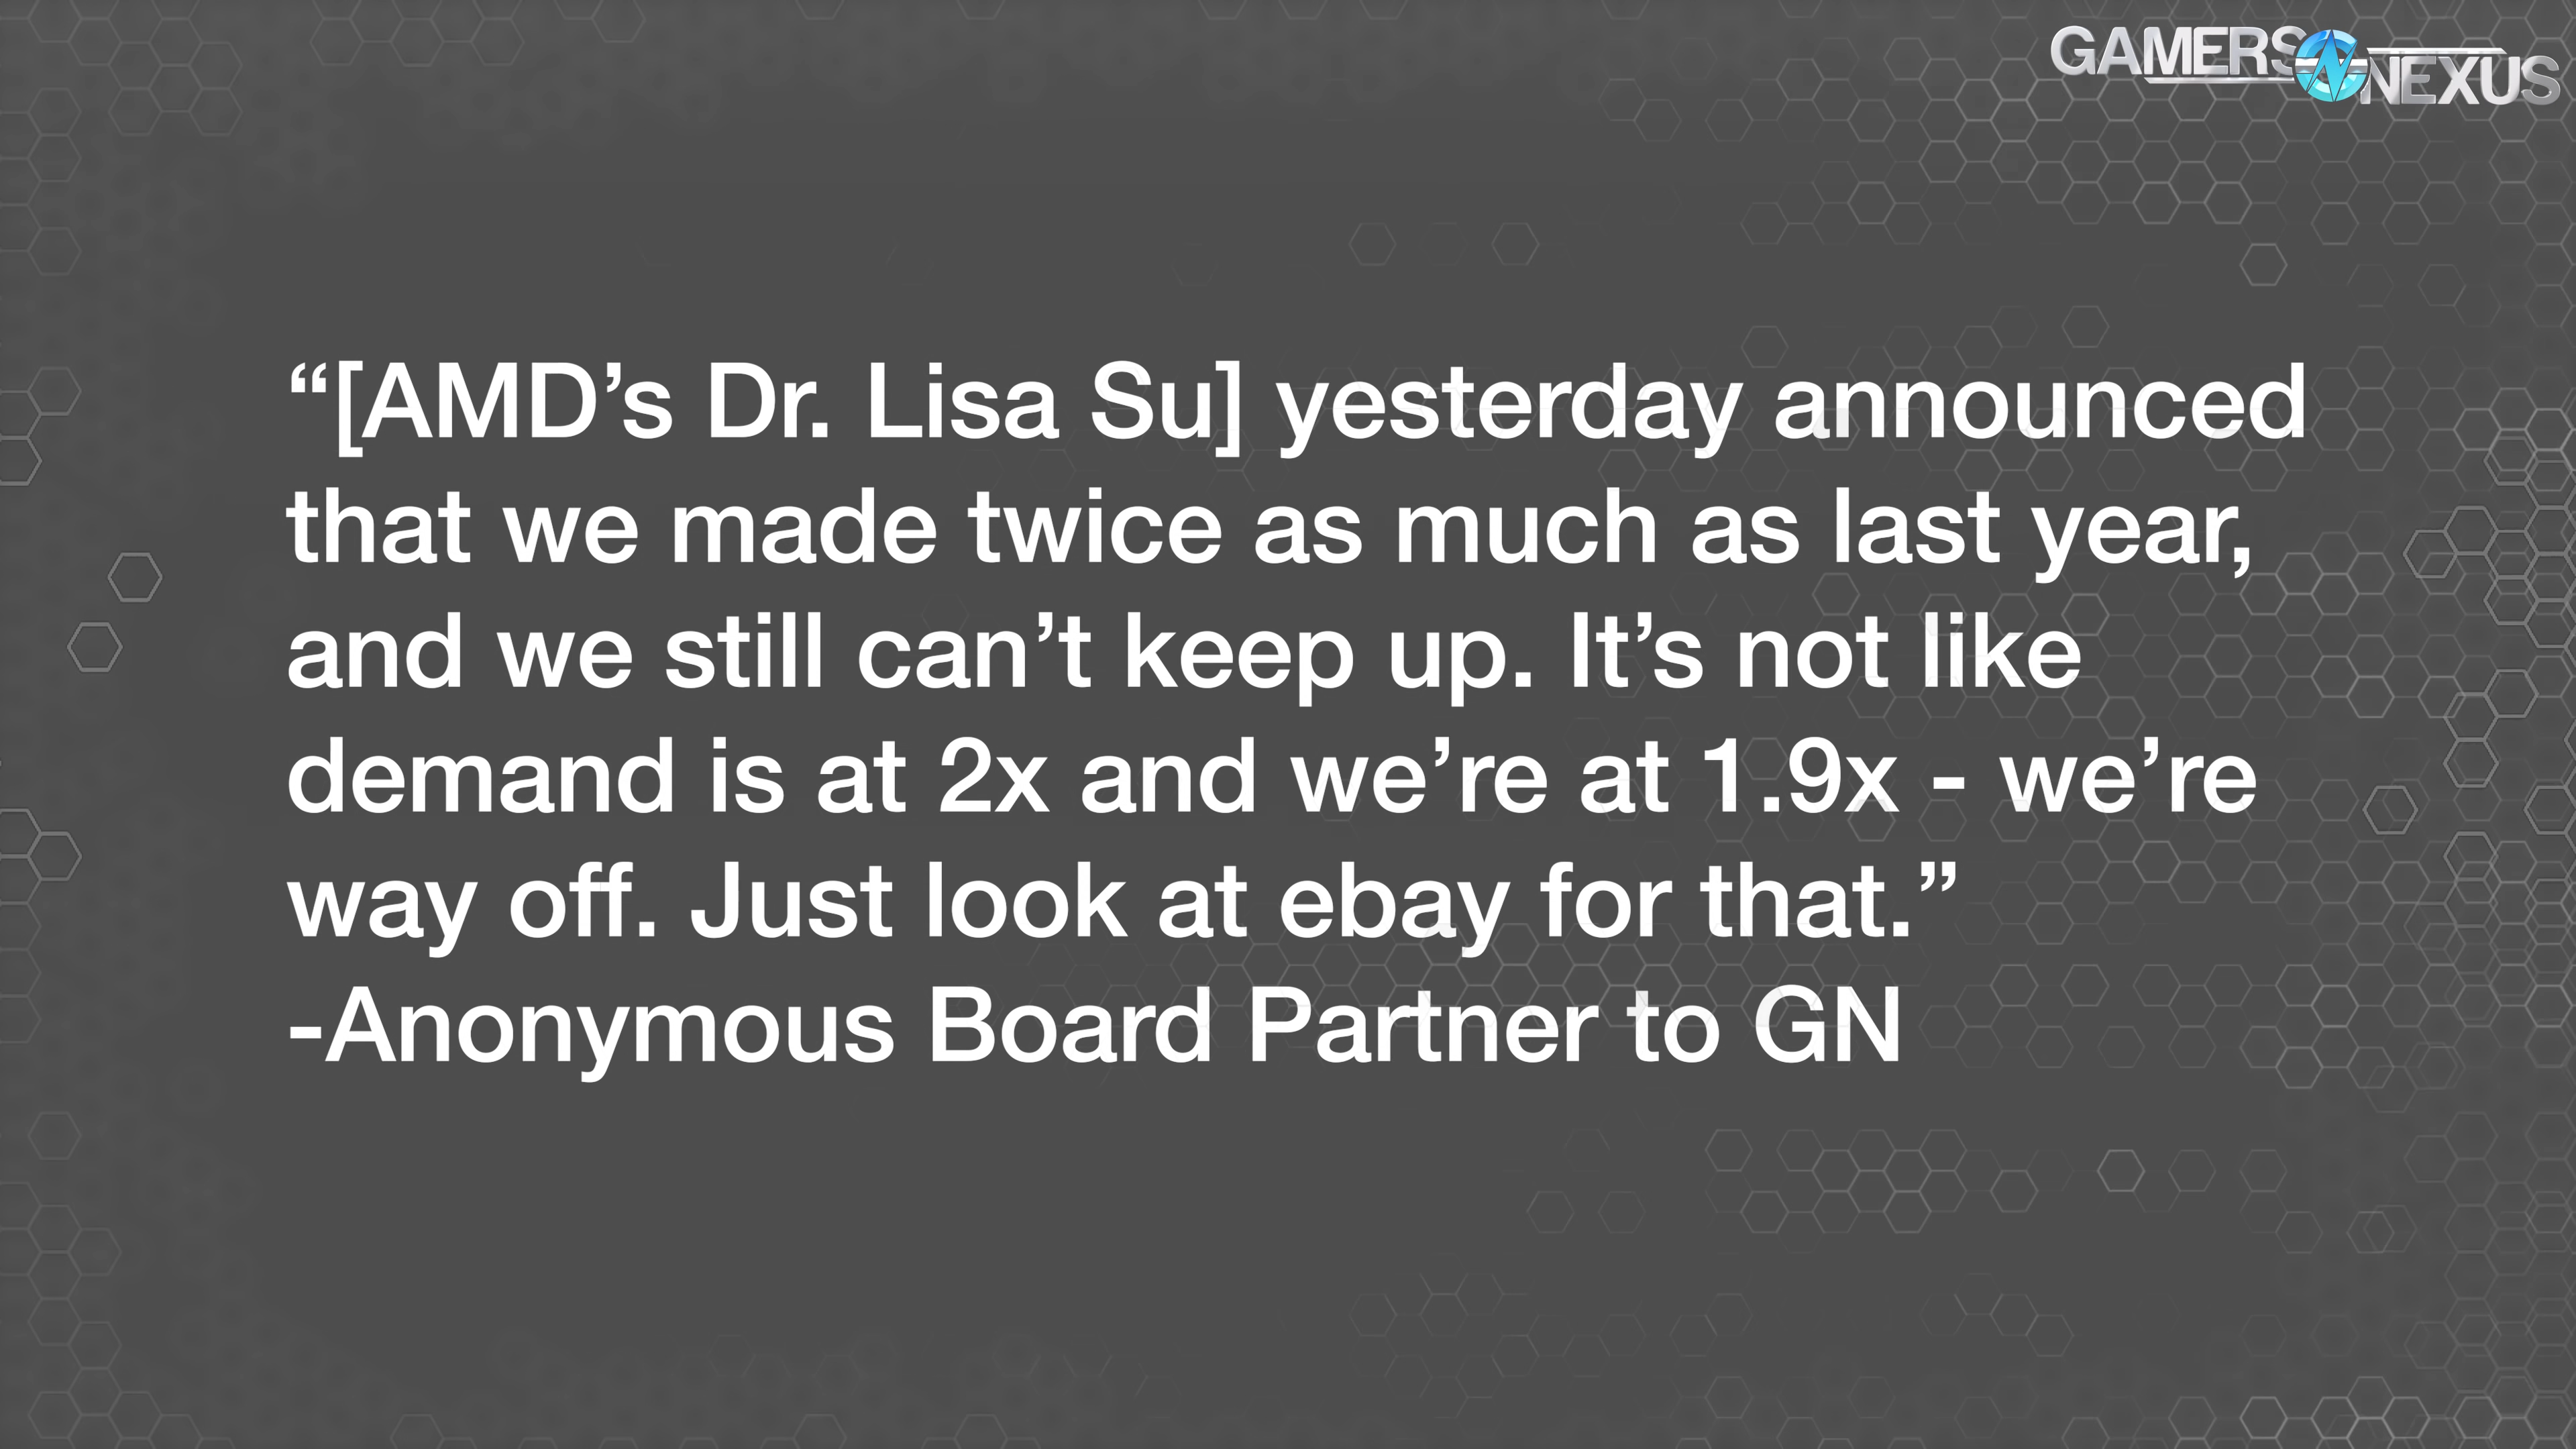 GAMERS NEXUS
“[AMD’s Dr. Lisa Su] yesterday announced
that we made twice as much as last year,
and we still can’t keep up. It’s not like
demand is at 2x and we’re at 1.9x - we’re
way off. Just look at ebay for that.”
-Anonymous Board Partner to GN